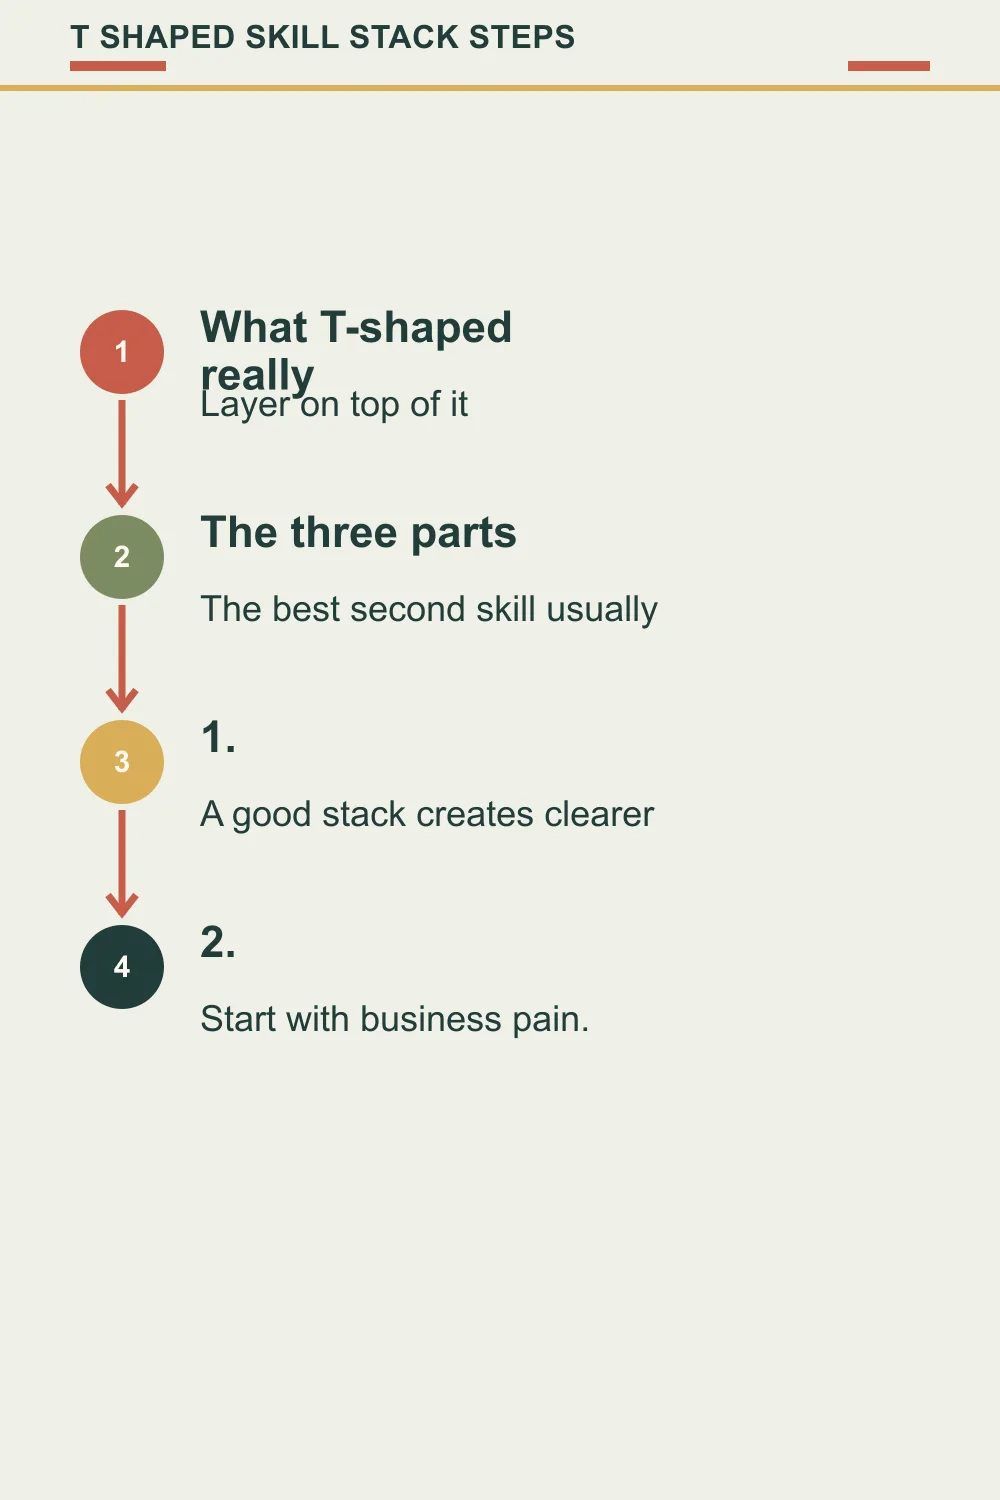 T SHAPED SKILL STACK STEPS
1
What T-shaped
really
Layer on top of it
2
The three parts
The best second skill usually
3
1.
A good stack creates clearer
4
2.
Start with business pain.